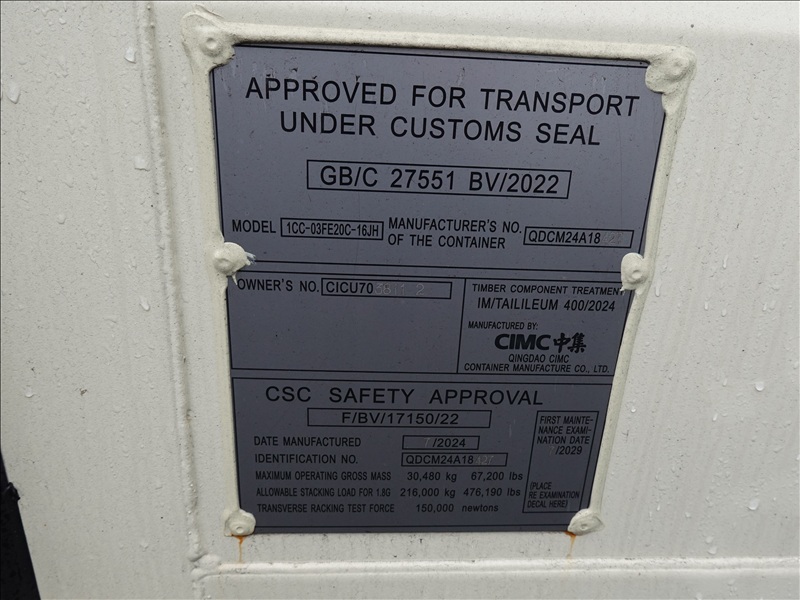 APPROVED FOR TRANSPORT
UNDER CUSTOMS SEAL
GB/C 27551 BV/2022
MODEL 1CC-03FE20C-16JH
MANUFACTURER'S NO.
OF THE CONTAINER QDCM24A18
OWNER'S NO. CICU70
TIMBER COMPONENT TREATMENT
IM/TAILILEUM 400/2024
MANUFACTURED BY:
CIMC中集
QINGDAO CIMC
CONTAINER MANUFACTURE CO., LTD.
CSC SAFETY APPROVAL
F/BV/17150/22
DATE MANUFACTURED 7/2024
IDENTIFICATION NO. QDCM24A18
MAXIMUM OPERATING GROSS MASS 30,480 kg 67,200 lbs
ALLOWABLE STACKING LOAD FOR 1.8G 216,000 kg 476,190 lbs
TRANSVERSE RACKING TEST FORCE 150,000 newtons
FIRST MAINTE-
NANCE EXAMI-
NATION DATE
/2029
(PLACE
RE EXAMINATION
DECAL HERE)